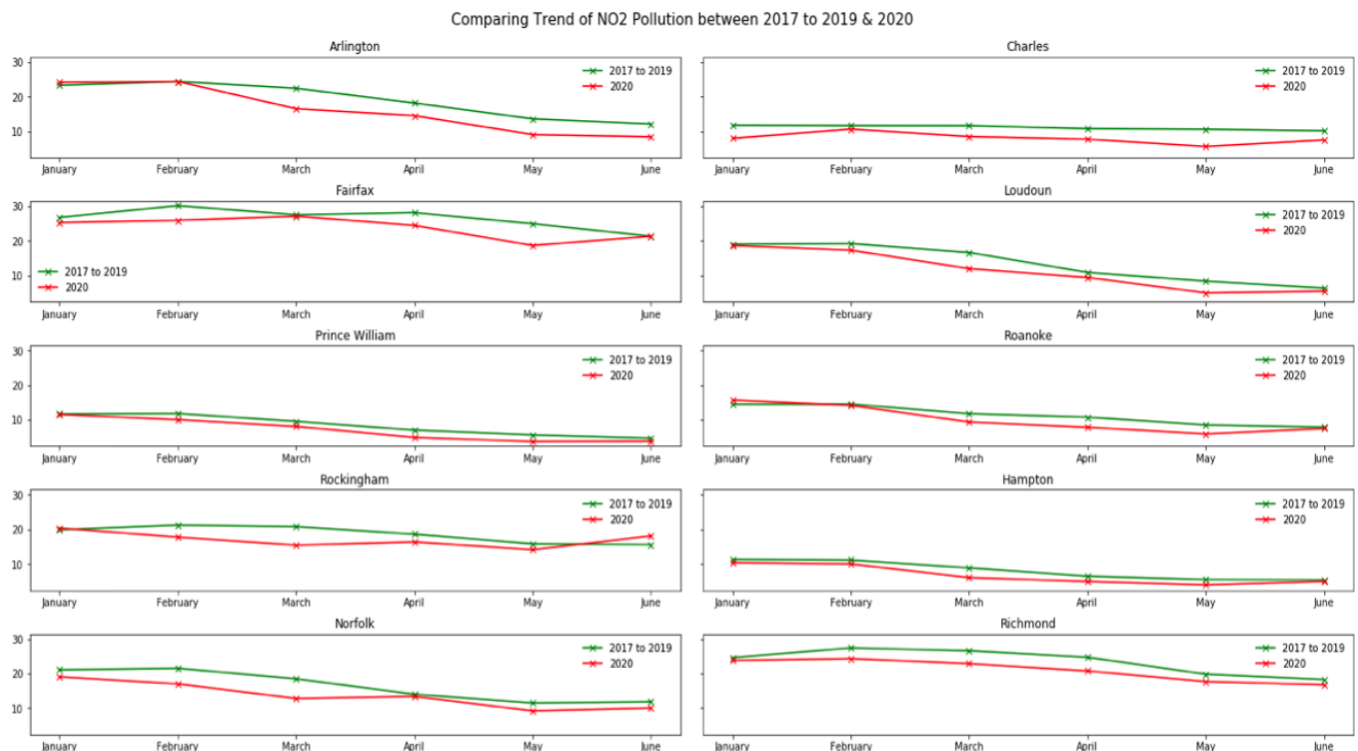 Comparing Trend of NO2 Pollution between 2017 to 2019 & 2020
Arlington
30
20
10
2017 to 2019
2020
January February March April May June
Charles
2017 to 2019
2020
January February March April May June
Fairfax
30
20
10
2017 to 2019
2020
January February March April May June
Loudoun
2017 to 2019
2020
January February March April May June
Prince William
30
20
10
2017 to 2019
2020
January February March April May June
Roanoke
2017 to 2019
2020
January February March April May June
Rockingham
30
20
10
2017 to 2019
2020
January February March April May June
Hampton
2017 to 2019
2020
January February March April May June
Norfolk
30
20
10
2017 to 2019
2020
January February March April May June
Richmond
2017 to 2019
2020
January February March April May June